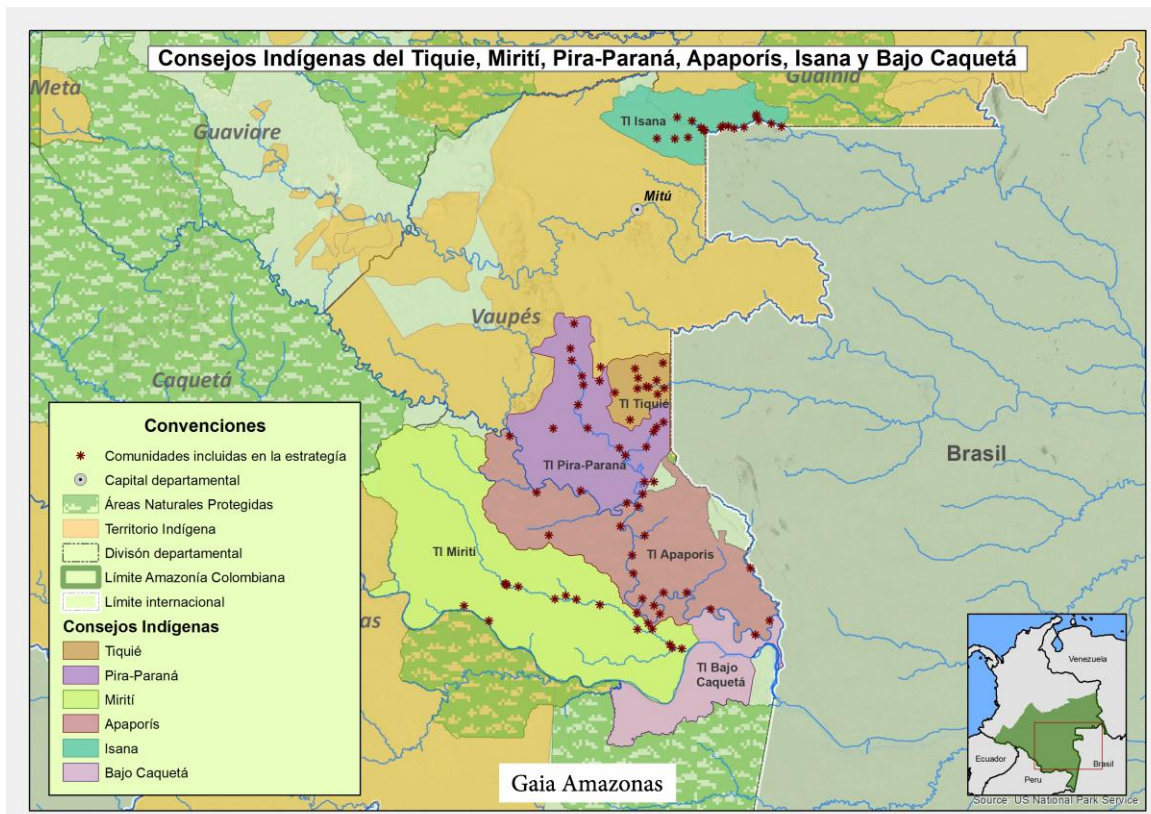 Consejos Indígenas del Tiquie, Mirití, Pira-Paraná, Apaporís, Isana y Bajo Caquetá
Meta
Guainía
Guaviare
TI Isana
Mitú
Vaupés
Caquetá
TI Tiquié
Brasil
TI Pira-Paraná
TI Mirití
TI Apaporis
TI Bajo
Caquetá
as
Convenciones
Comunidades incluidas en la estrategía
Capital departamental
Áreas Naturales Protegidas
Territorio Indígena
Divisón departamental
Límite Amazonía Colombiana
Límite internacional
Consejos Indígenas
Tiquié
Pira-Paraná
Mirití
Apaporís
Isana
Bajo Caquetá
Gaia Amazonas
Venezuela
Ecuador
Peru
Brasil
Source: US National Park Service